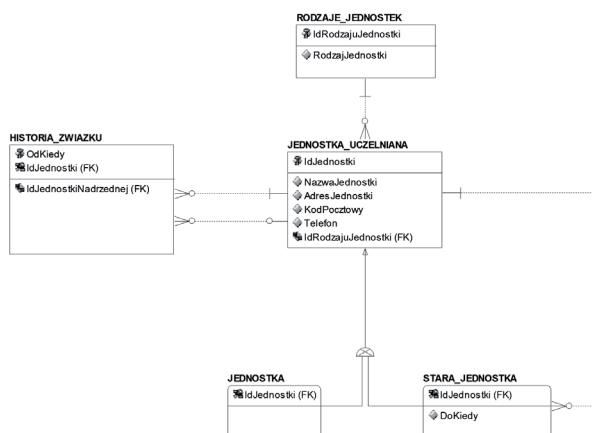 RODZAJE_JEDNOSTEK
IdRodzajuJednostki
RodzajJednostki
HISTORIA_ZWIAZKU
OdKiedy
IdJednostki (FK)
IdJednostkiNadrzednej (FK)
JEDNOSTKA_UCZELNIANA
IdJednostki
NazwaJednostki
AdresJednostki
KodPocztowy
Telefon
IdRodzajuJednostki (FK)
JEDNOSTKA
IdJednostki (FK)
STARA_JEDNOSTKA
IdJednostki (FK)
DoKiedy